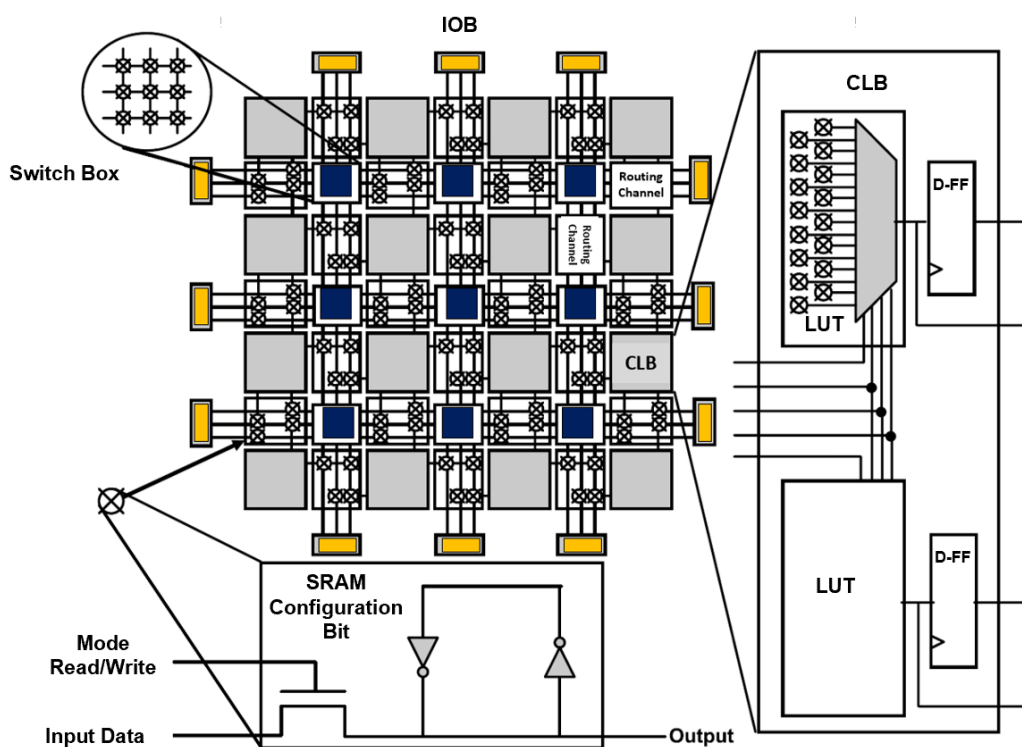 IOB
CLB
Switch Box
Routing
Channel
Routing
Channel
CLB
D-FF
LUT
SRAM
Configuration
Bit
Mode
Read/Write
Input Data
Output
LUT
D-FF